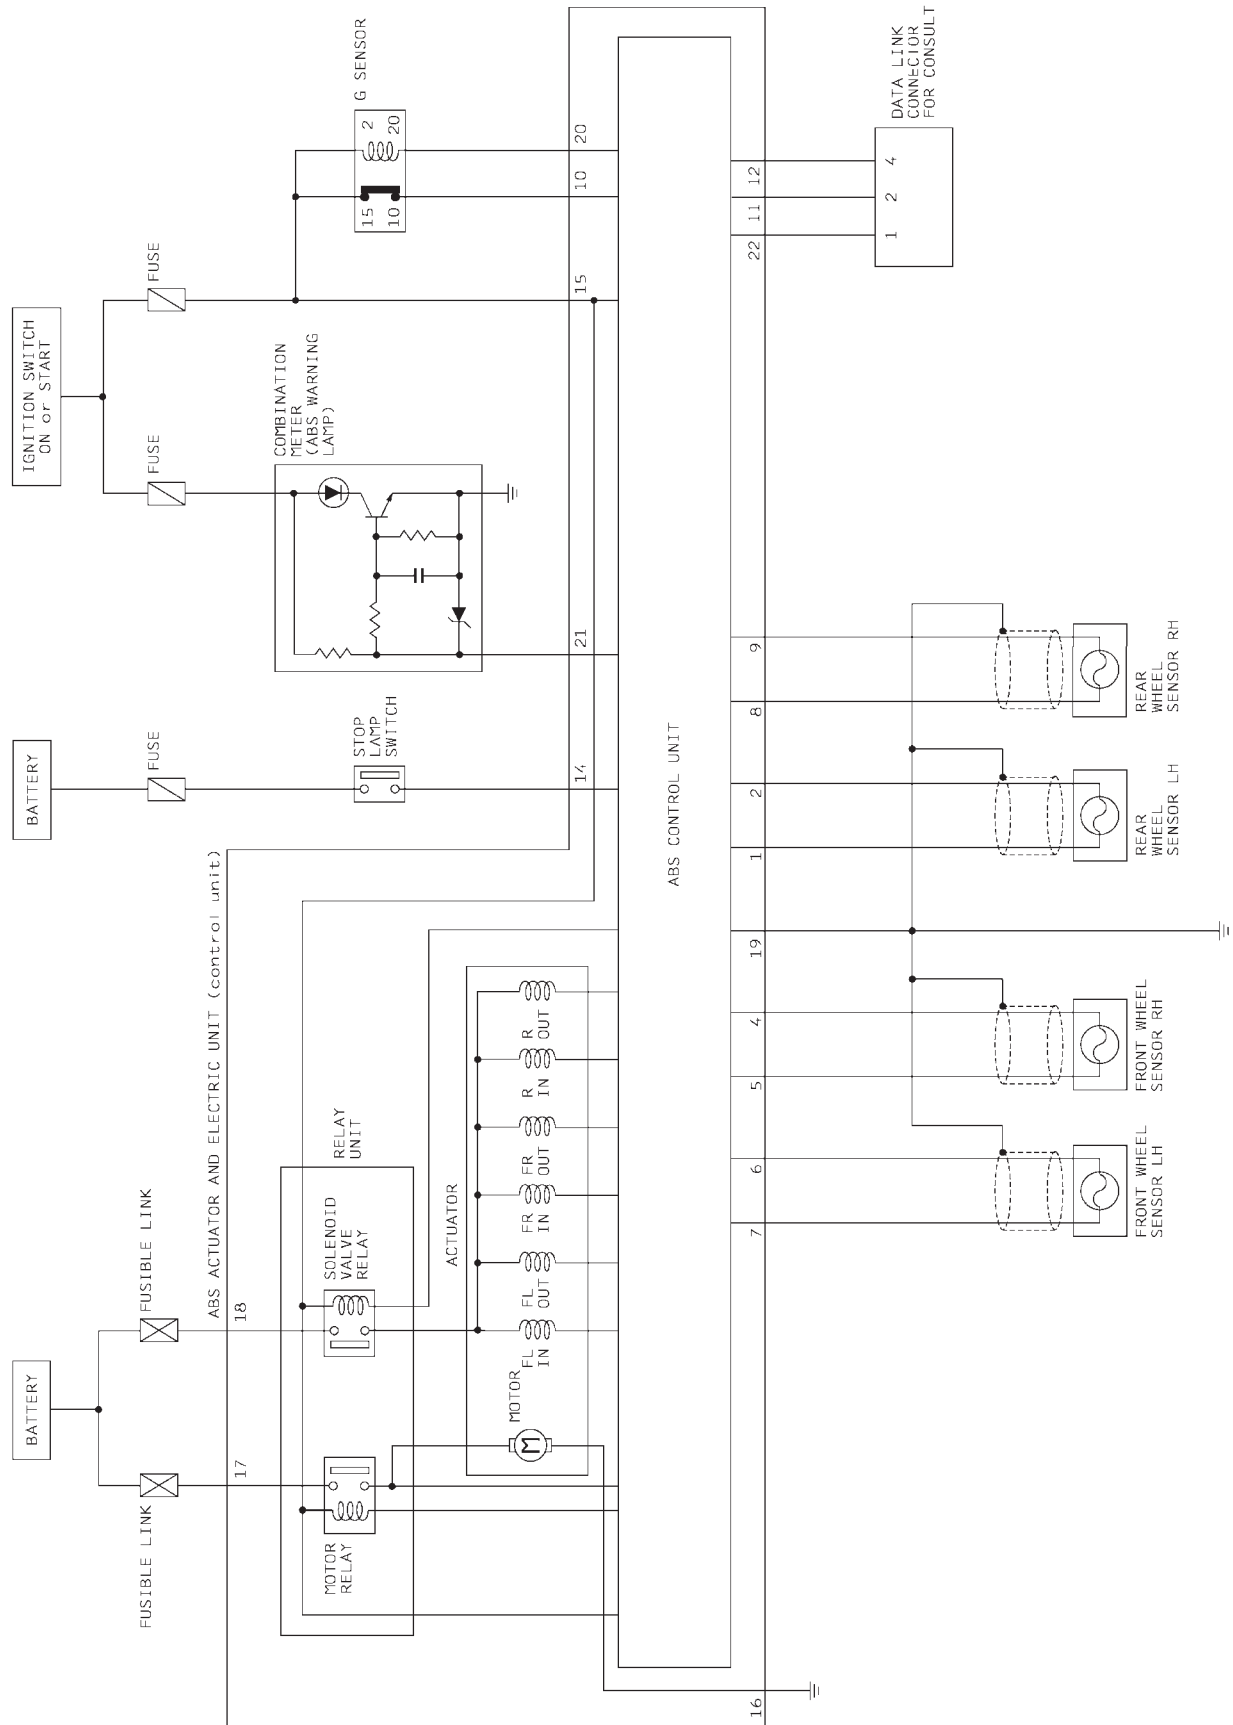 BATTERY
FUSIBLE LINK
FUSIBLE LINK
17
18
ABS ACTUATOR AND ELECTRIC UNIT (control unit)
MOTOR
RELAY
SOLENOID
VALVE
RELAY
RELAY
UNIT
ACTUATOR
MOTOR
M
FL
IN
FL
OUT
FR
IN
FR
OUT
R
IN
R
OUT
BATTERY
FUSE
STOP
LAMP
SWITCH
14
IGNITION SWITCH
ON or START
FUSE
FUSE
COMBINATION
METER
(ABS WARNING
LAMP)
21
15
G SENSOR
15
10
2
20
10
20
ABS CONTROL UNIT
16
7
6
5
4
19
1
2
8
9
22
11
12
1
2
4
DATA LINK
CONNECTOR
FOR CONSULT
FRONT WHEEL
SENSOR LH
FRONT WHEEL
SENSOR RH
REAR
WHEEL
SENSOR LH
REAR
WHEEL
SENSOR RH